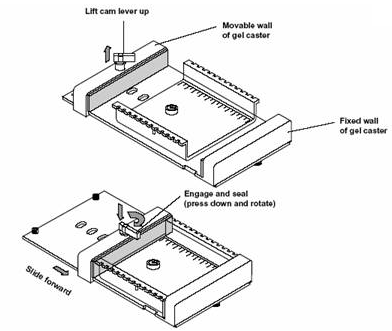 Lift cam lever up
Movable wall
of gel caster
Fixed wall
of gel caster
Engage and seal
(press down and rotate)
Slide forward